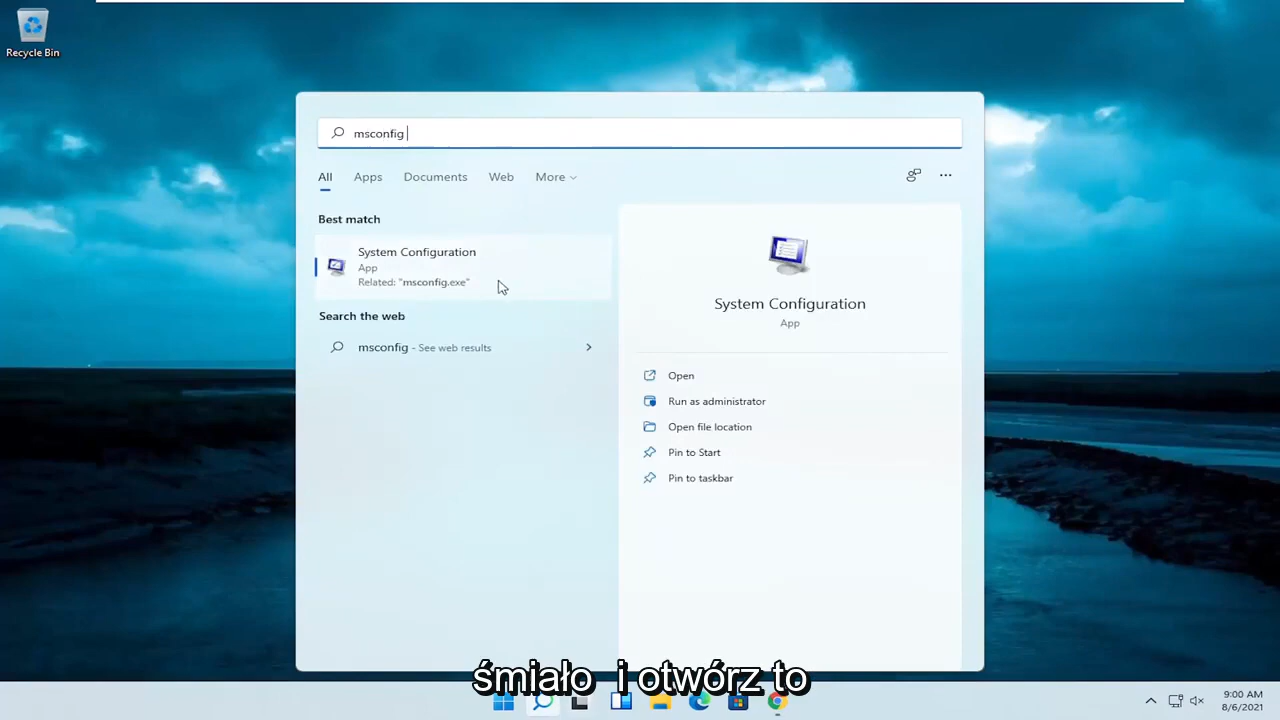 Recycle Bin
msconfig
All Apps Documents Web More
Best match
System Configuration
App
Related: "msconfig.exe"
Search the web
msconfig - See web results
System Configuration
App
Open
Run as administrator
Open file location
Pin to Start
Pin to taskbar
śmiało i otwórz to
9:00 AM
8/6/2021